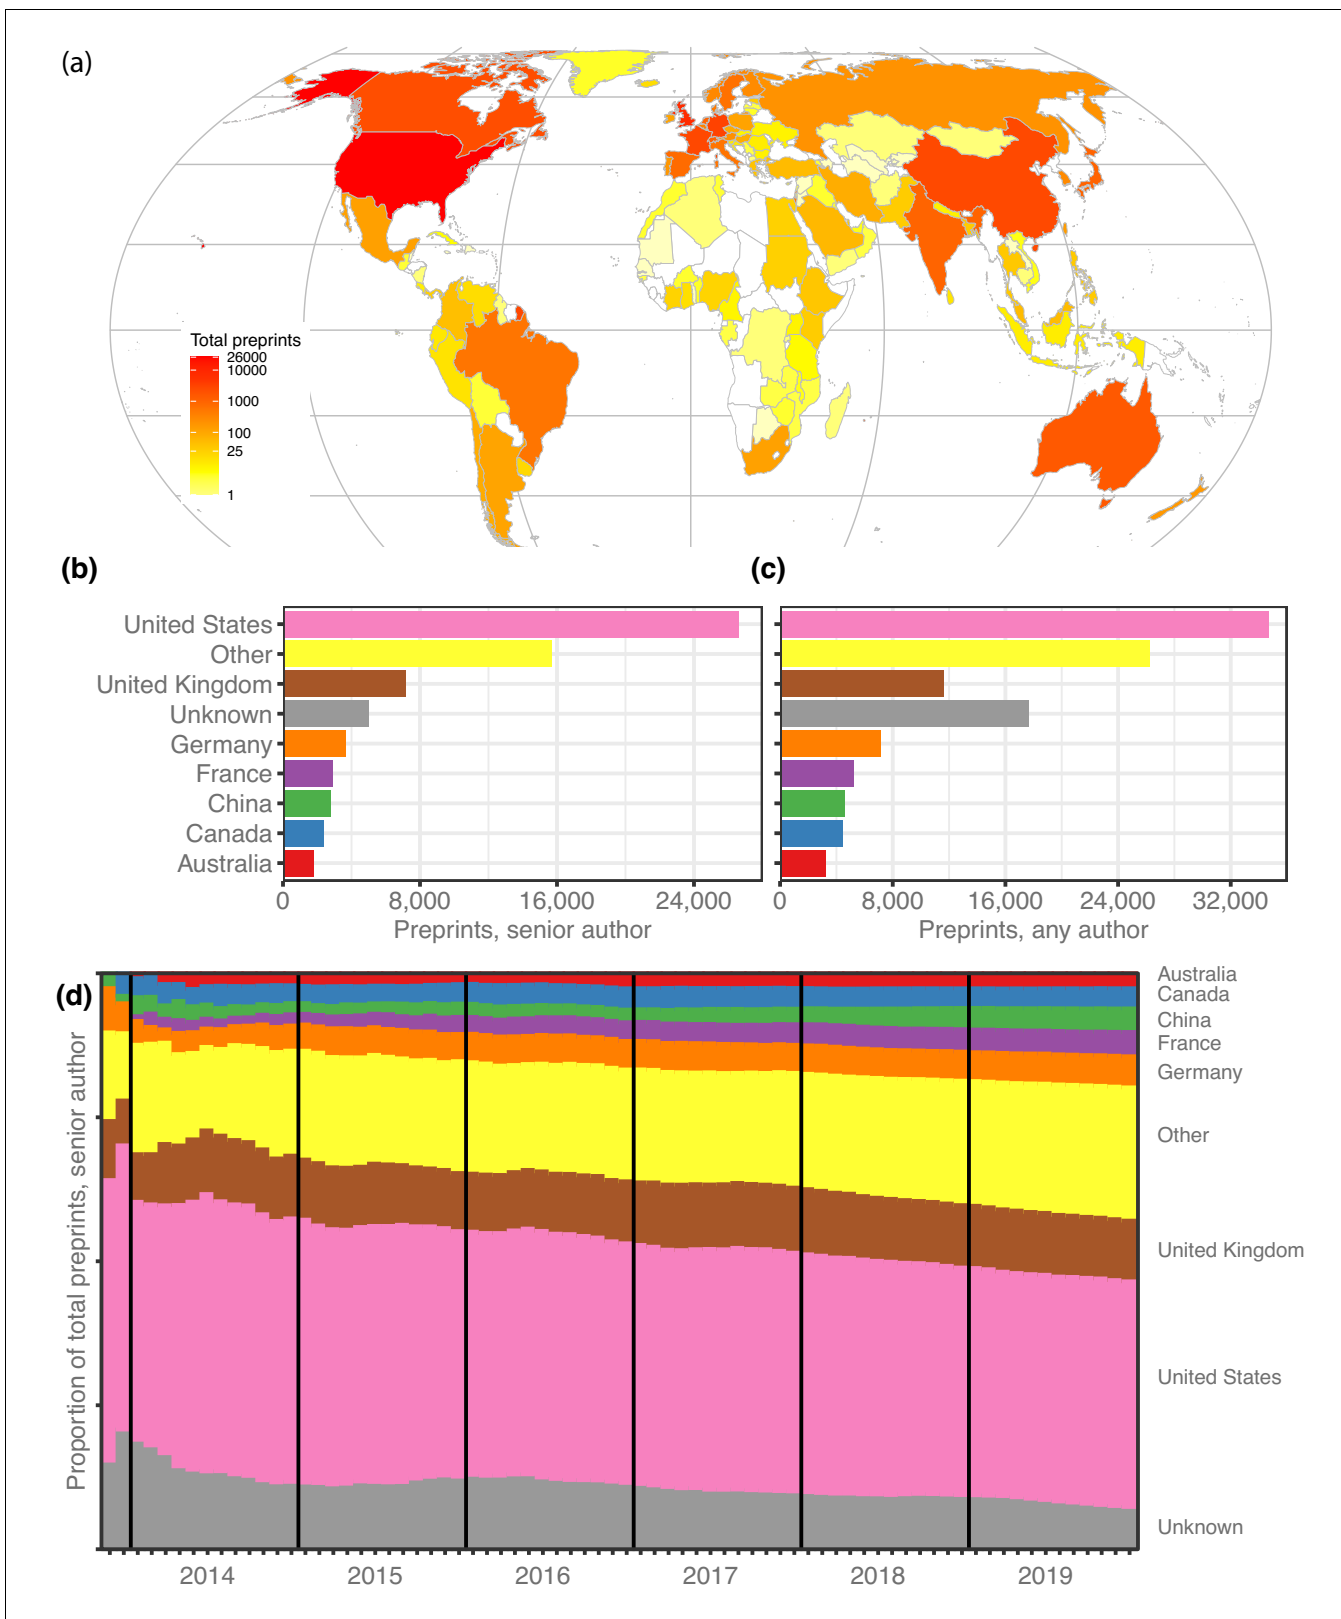 (a)
Total preprints
26000
10000
1000
100
25
1
(b)
United States
Other
United Kingdom
Unknown
Germany
France
China
Canada
Australia
0 8,000 16,000 24,000
Preprints, senior author
(c)
0 8,000 16,000 24,000 32,000
Preprints, any author
(d)
Proportion of total preprints, senior author
Australia
Canada
China
France
Germany
Other
United Kingdom
United States
Unknown
2014 2015 2016 2017 2018 2019